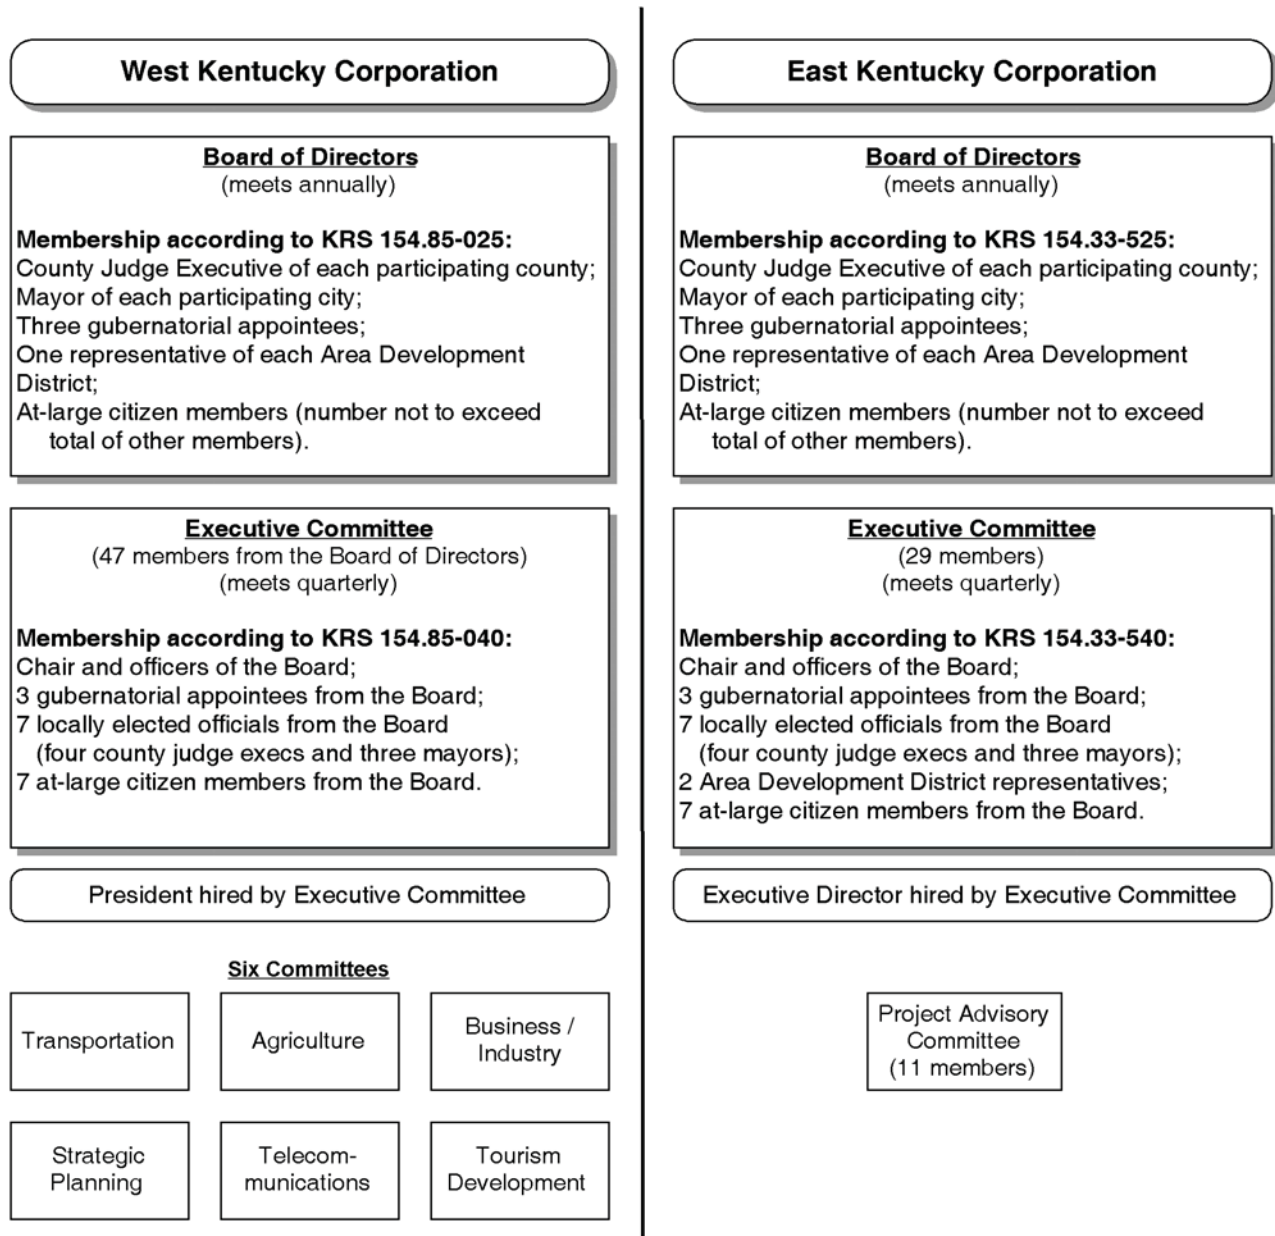 West Kentucky Corporation
Board of Directors
(meets annually)
Membership according to KRS 154.85-025:
County Judge Executive of each participating county;
Mayor of each participating city;
Three gubernatorial appointees;
One representative of each Area Development
District;
At-large citizen members (number not to exceed
total of other members).
Executive Committee
(47 members from the Board of Directors)
(meets quarterly)
Membership according to KRS 154.85-040:
Chair and officers of the Board;
3 gubernatorial appointees from the Board;
7 locally elected officials from the Board
(four county judge execs and three mayors);
7 at-large citizen members from the Board.
President hired by Executive Committee
Six Committees
Transportation
Agriculture
Business /
Industry
Strategic
Planning
Telecom-
munications
Tourism
Development
East Kentucky Corporation
Board of Directors
(meets annually)
Membership according to KRS 154.33-525:
County Judge Executive of each participating county;
Mayor of each participating city;
Three gubernatorial appointees;
One representative of each Area Development
District;
At-large citizen members (number not to exceed
total of other members).
Executive Committee
(29 members)
(meets quarterly)
Membership according to KRS 154.33-540:
Chair and officers of the Board;
3 gubernatorial appointees from the Board;
7 locally elected officials from the Board
(four county judge execs and three mayors);
2 Area Development District representatives;
7 at-large citizen members from the Board.
Executive Director hired by Executive Committee
Project Advisory
Committee
(11 members)